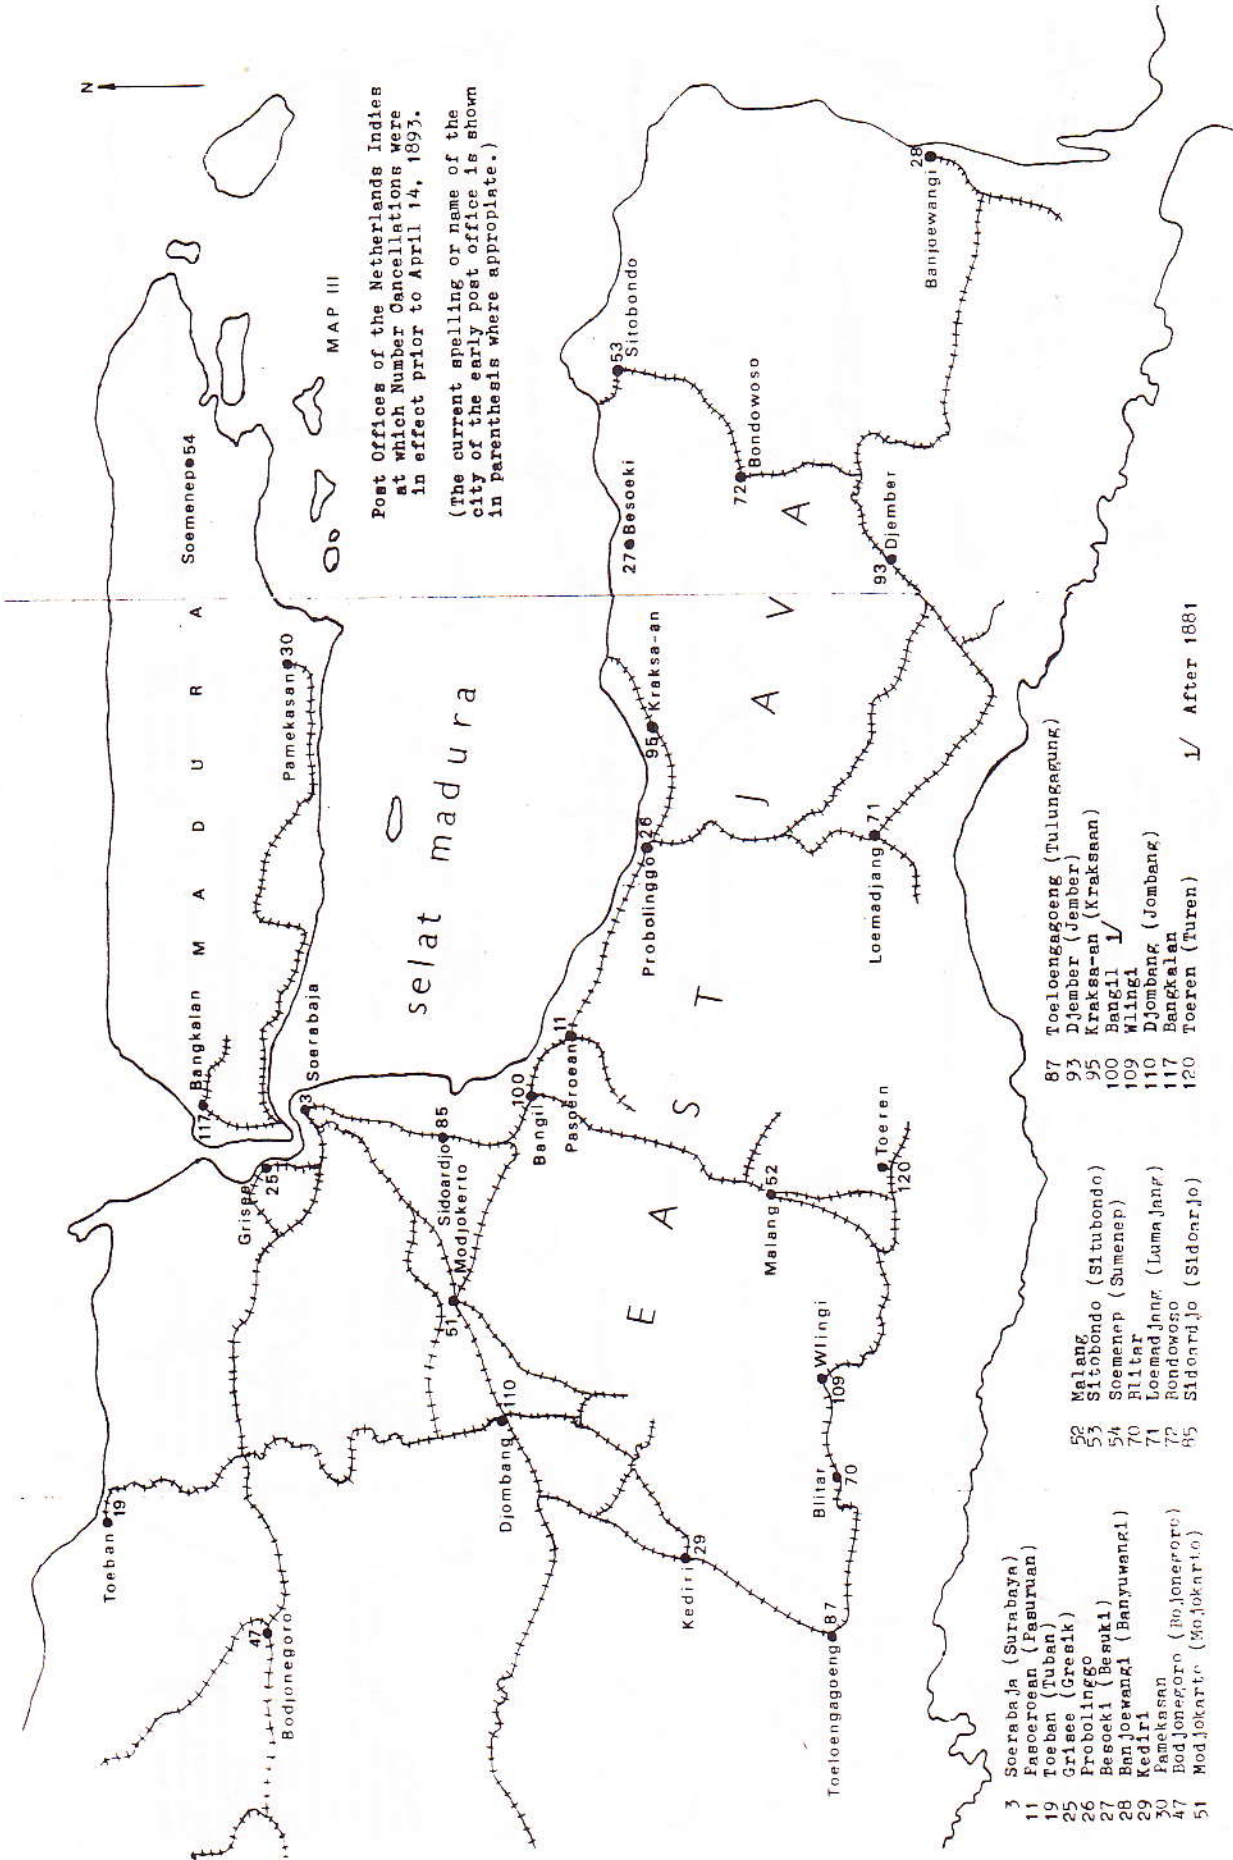 N
MAP III
Post Offices of the Netherlands Indies
at which Number Cancellations were
in effect prior to April 14, 1893.
(The current spelling or name of the
city of the early post office is shown
in parenthesis where appropiate.)
M A D U R A
Soemenep 54
Pamekasan 30
Bangkalan
117
Soerabaja
3
Grisee
25
Toeban
19
selat madura
Bodjonegoro
47
Sidoardjo 85
Modjokerto
51
Djombang 110
Bangil 100
Pasoeroean 11
Probolinggo 26
95 Kraksa-an
27 Besoeki
53
Sitobondo
72
Bondowoso
93 Djember
Banjoewangi 28
Loemadjang 71
E A S T J A V A
Kediri 29
Malang 52
Toeren
120
Wlingi
109
Blitar
70
Toeloengagoeng 87
3 Soerabaja (Surabaya)
11 Pasoeroean (Pasuruan)
19 Toeban (Tuban)
25 Grisee (Gresik)
26 Probolinggo
27 Besoeki (Besuki)
28 Banjoewangi (Banyuwangi)
29 Kediri
30 Pamekasan
47 Bodjonegoro (Bojonegoro)
51 Modjokarto (Mojokarto)
52 Malang
53 Sitobondo (Situbondo)
54 Soemenep (Sumenep)
70 Blitar
71 Loemadjang (Lumajang)
72 Bondowoso
85 Sidoardjo (Sidoarjo)
87 Toeloengagoeng (Tulungagung)
93 Djember (Jember)
95 Kraksa-an (Kraksaan)
100 Bangil 1/
109 Wlingi
110 Djombang (Jombang)
117 Bangkalan
120 Toeren (Turen)
1/ After 1881